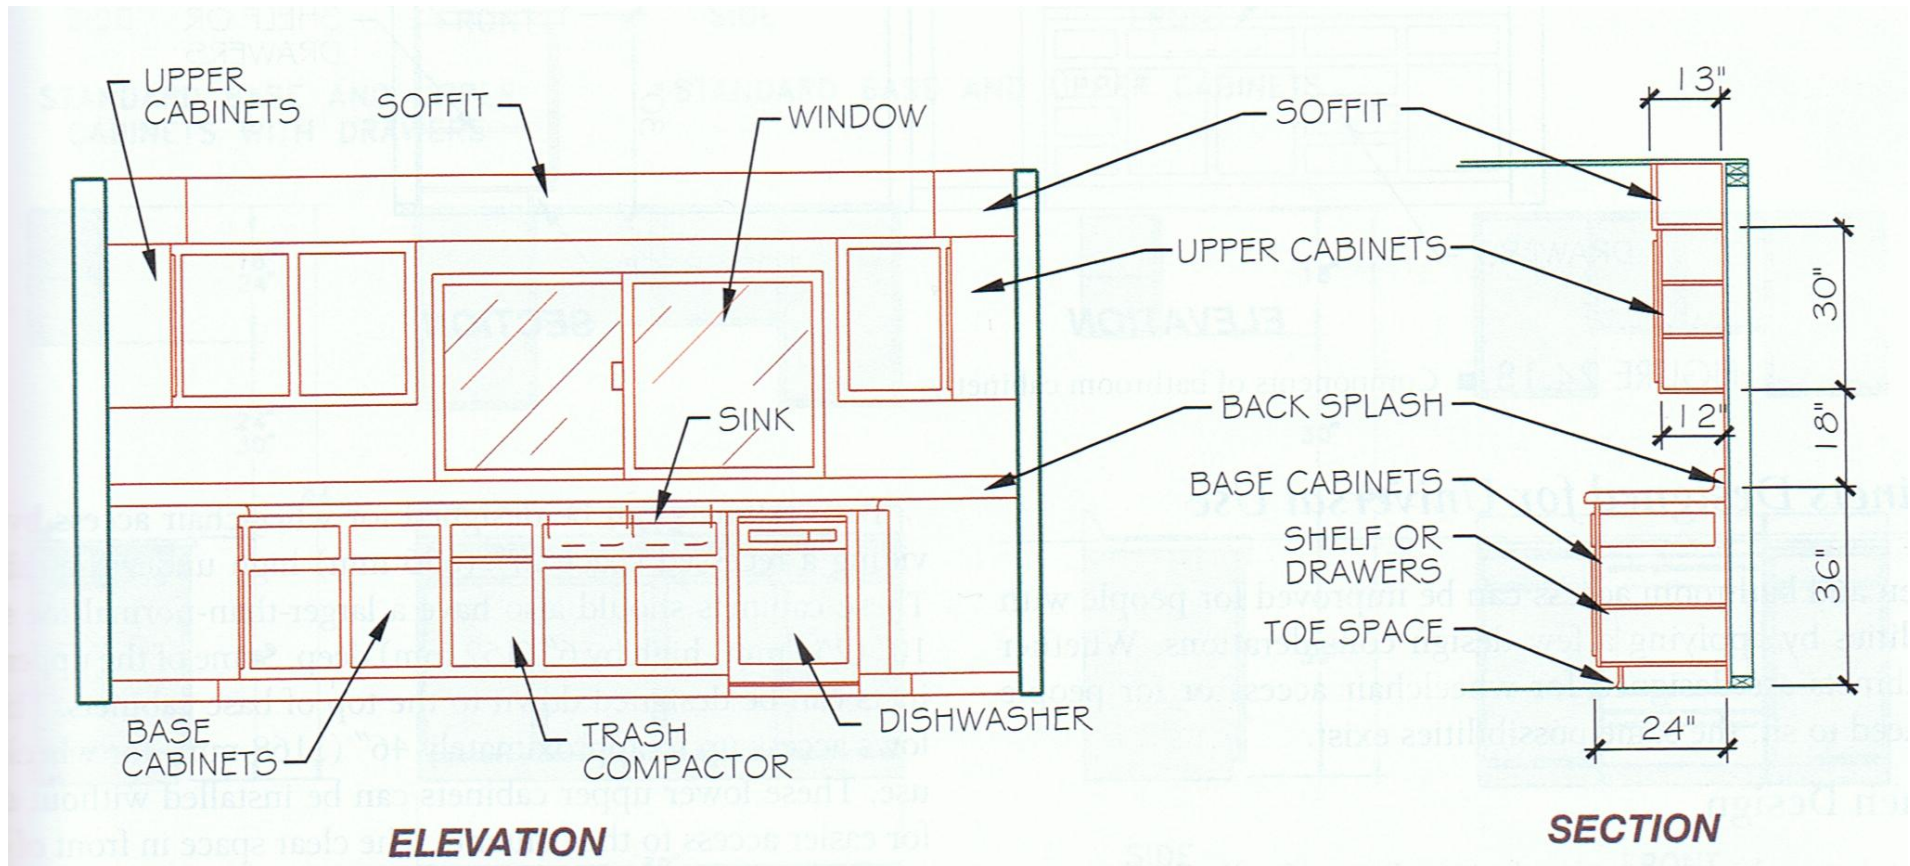 UPPER
CABINETS
SOFFIT
WINDOW
SOFFIT
13"
UPPER CABINETS
30"
SINK
BACK SPLASH
12"
18"
BASE CABINETS
SHELF OR
DRAWERS
TOE SPACE
36"
24"
BASE
CABINETS
TRASH
COMPACTOR
DISHWASHER
ELEVATION
SECTION